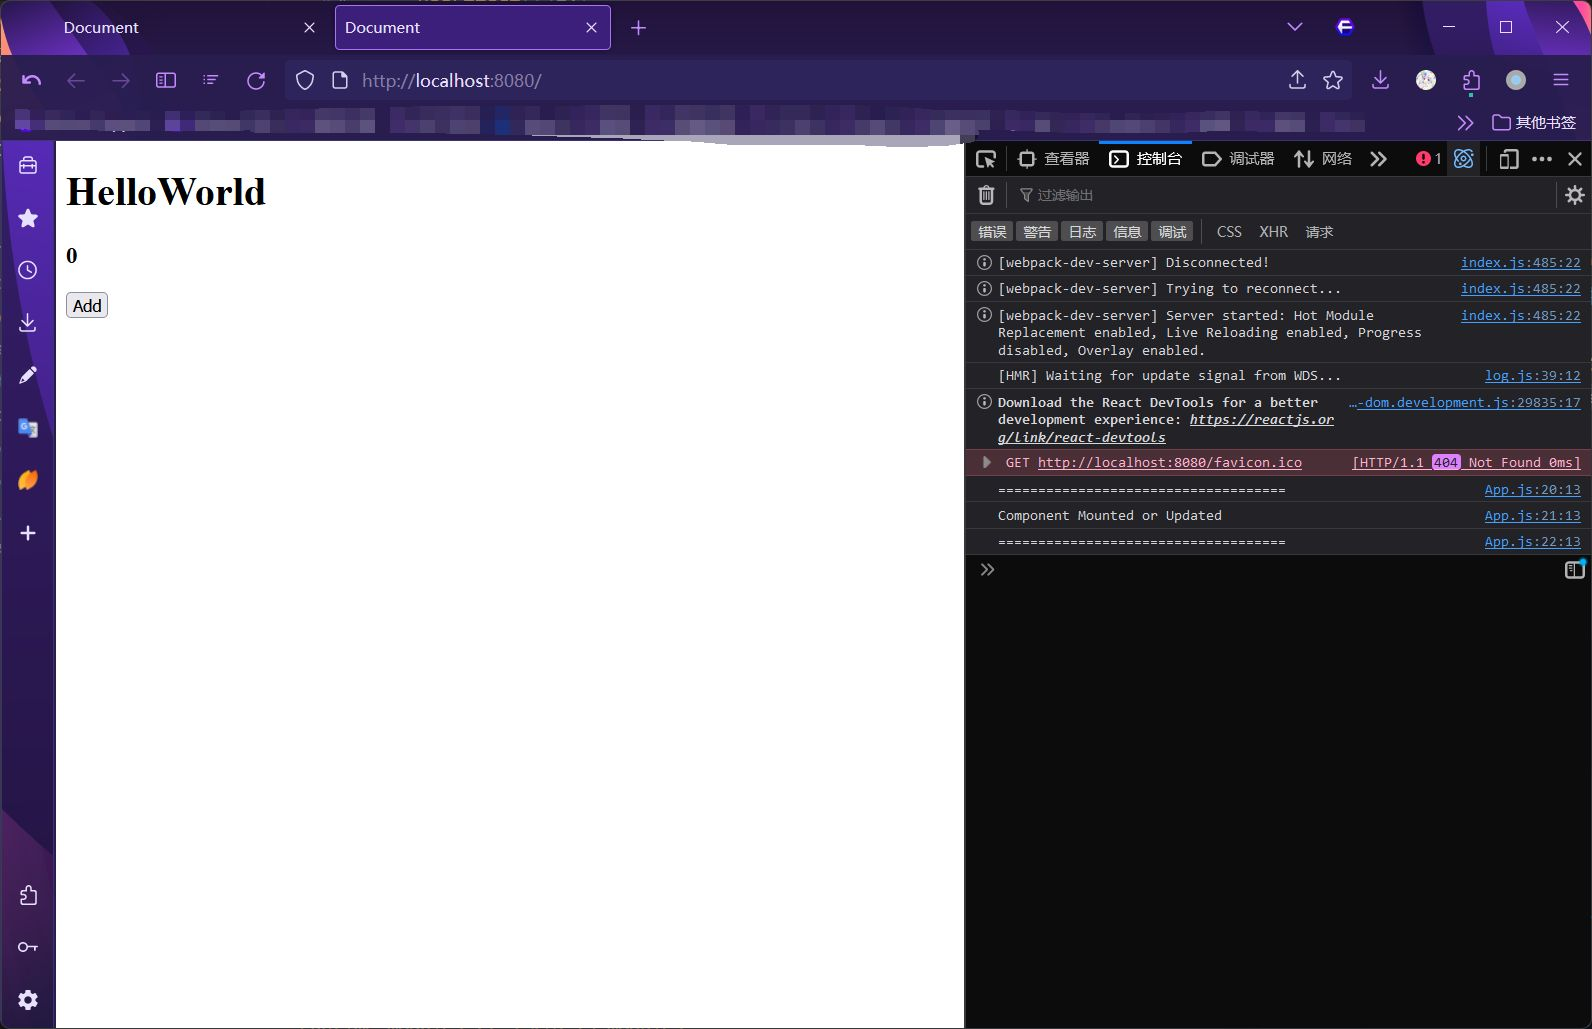 Document
Document
http://localhost:8080/
其他书签
HelloWorld
0
Add
查看器
控制台
调试器
网络
1
过滤输出
错误
警告
日志
信息
调试
CSS
XHR
请求
[webpack-dev-server] Disconnected!
index.js:485:22
[webpack-dev-server] Trying to reconnect...
index.js:485:22
[webpack-dev-server] Server started: Hot Module
index.js:485:22
Replacement enabled, Live Reloading enabled, Progress
disabled, Overlay enabled.
[HMR] Waiting for update signal from WDS...
log.js:39:12
Download the React DevTools for a better
…-dom.development.js:29835:17
development experience: https://reactjs.or
g/link/react-devtools
GET http://localhost:8080/favicon.ico
[HTTP/1.1 404 Not Found 0ms]
====================================
App.js:20:13
Component Mounted or Updated
App.js:21:13
====================================
App.js:22:13